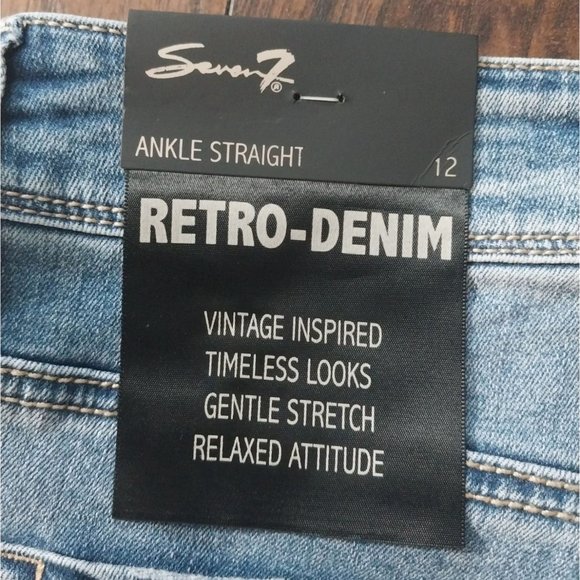 Seven7®
ANKLE STRAIGHT 12
RETRO-DENIM
VINTAGE INSPIRED
TIMELESS LOOKS
GENTLE STRETCH
RELAXED ATTITUDE